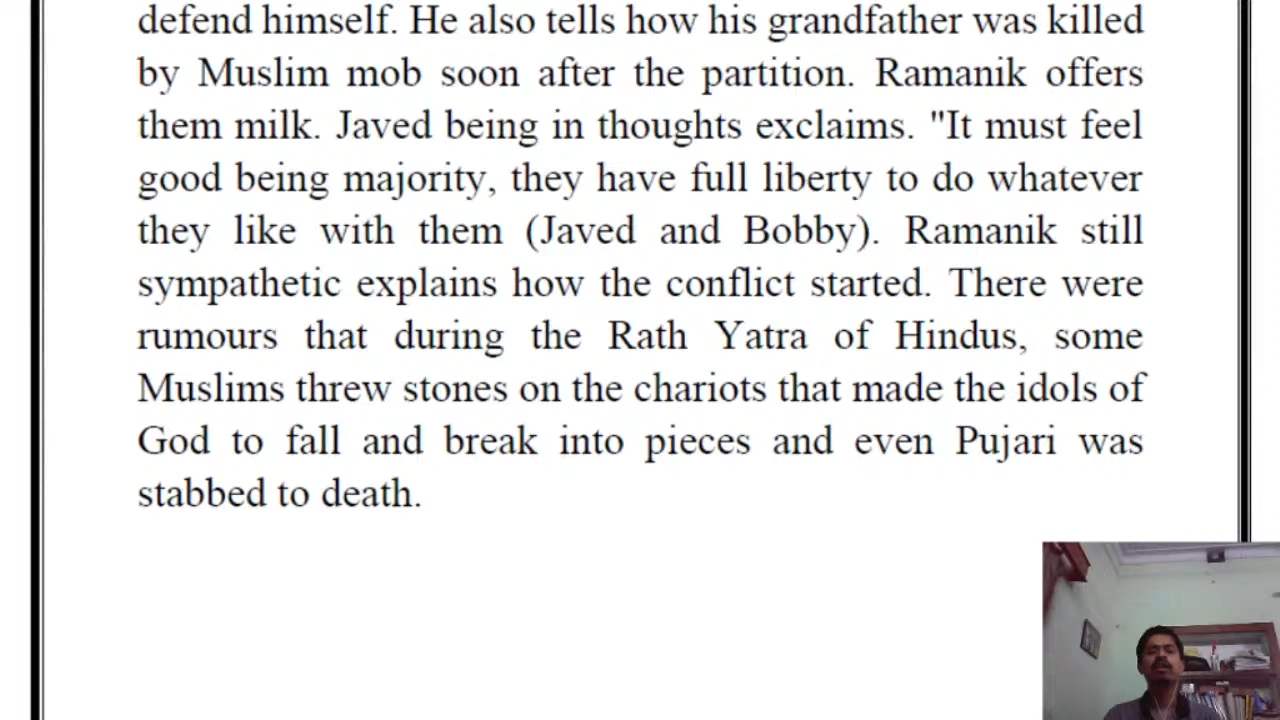 defend himself. He also tells how his grandfather was killed
by Muslim mob soon after the partition. Ramanik offers
them milk. Javed being in thoughts exclaims. "It must feel
good being majority, they have full liberty to do whatever
they like with them (Javed and Bobby). Ramanik still
sympathetic explains how the conflict started. There were
rumours that during the Rath Yatra of Hindus, some
Muslims threw stones on the chariots that made the idols of
God to fall and break into pieces and even Pujari was
stabbed to death.